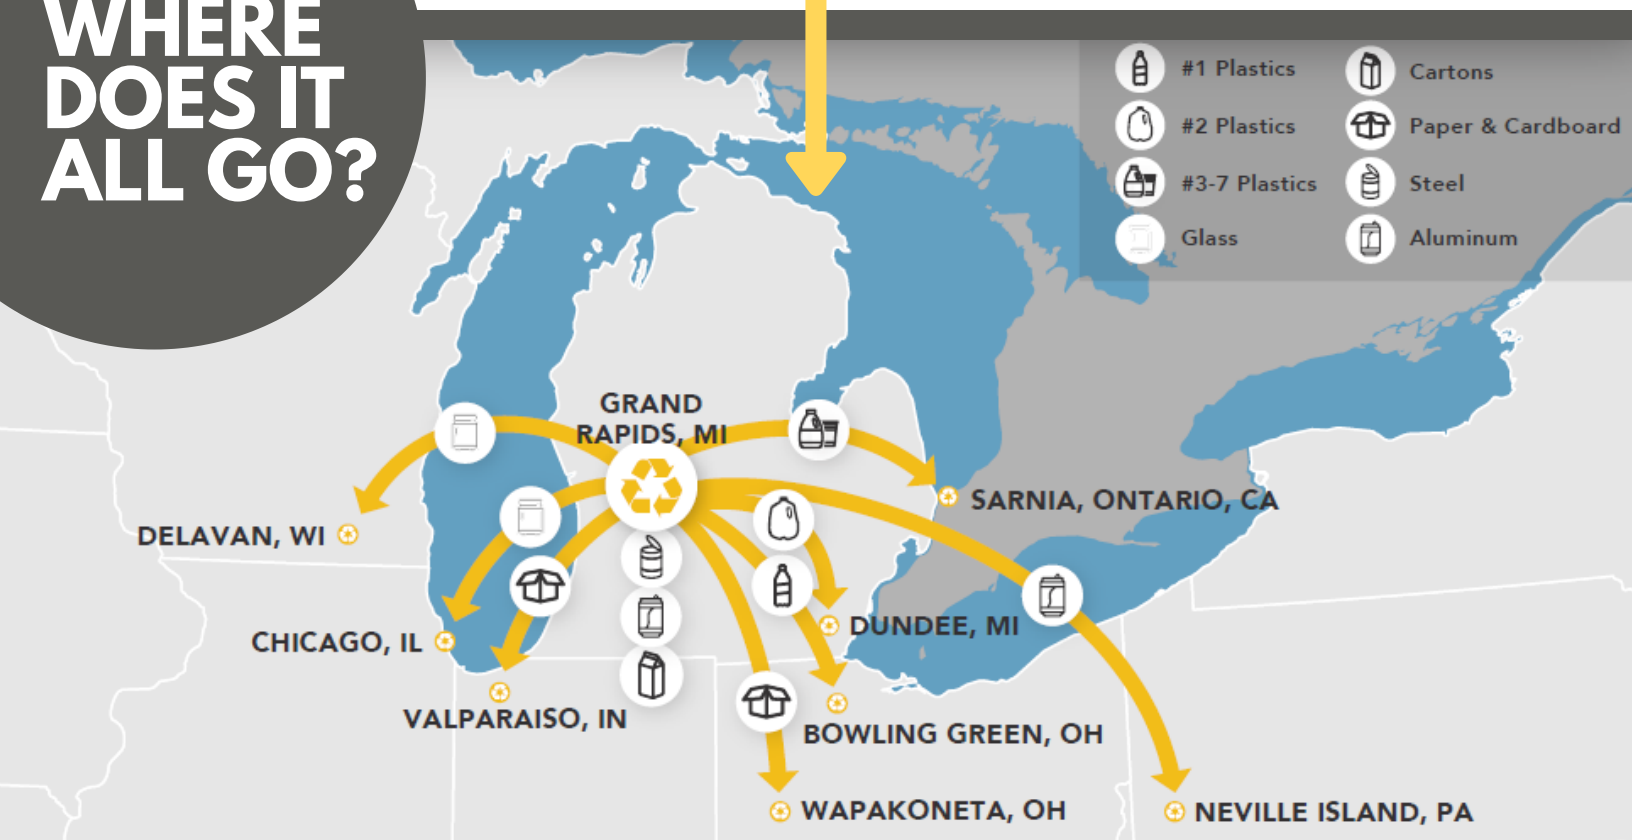 WHERE
DOES IT
ALL GO?
#1 Plastics
Cartons
#2 Plastics
Paper & Cardboard
#3-7 Plastics
Steel
Glass
Aluminum
GRAND
RAPIDS, MI
SARNIA, ONTARIO, CA
DELAVAN, WI
DUNDEE, MI
CHICAGO, IL
VALPARAISO, IN
BOWLING GREEN, OH
WAPAKONETA, OH
NEVILLE ISLAND, PA